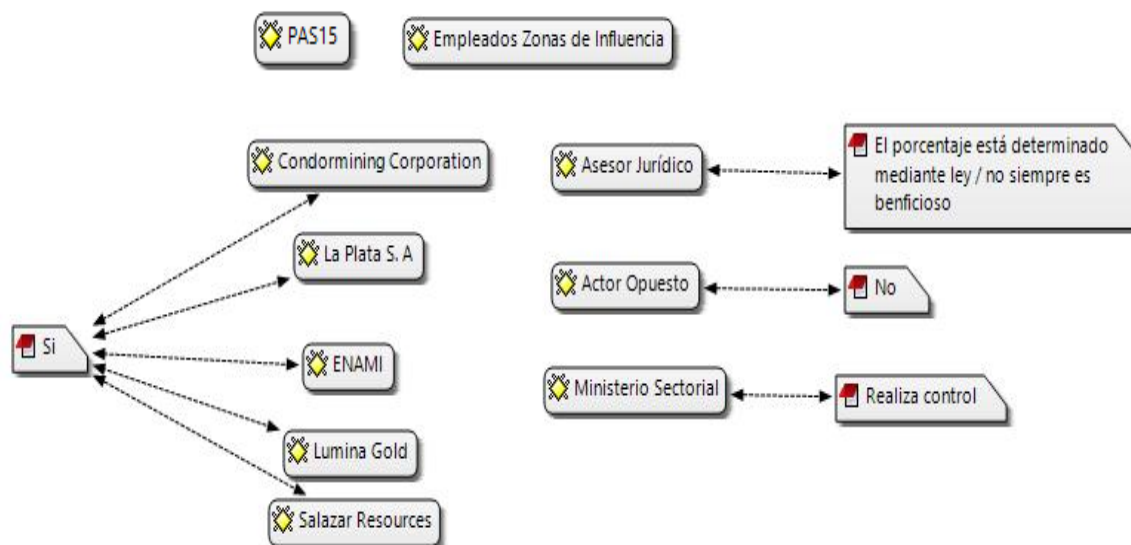 PAS15
Empleados Zonas de Influencia
Condormining Corporation
La Plata S. A
Si
ENAMI
Lumina Gold
Salazar Resources
Asesor Jurídico
El porcentaje está determinado
mediante ley / no siempre es
benficioso
Actor Opuesto
No
Ministerio Sectorial
Realiza control